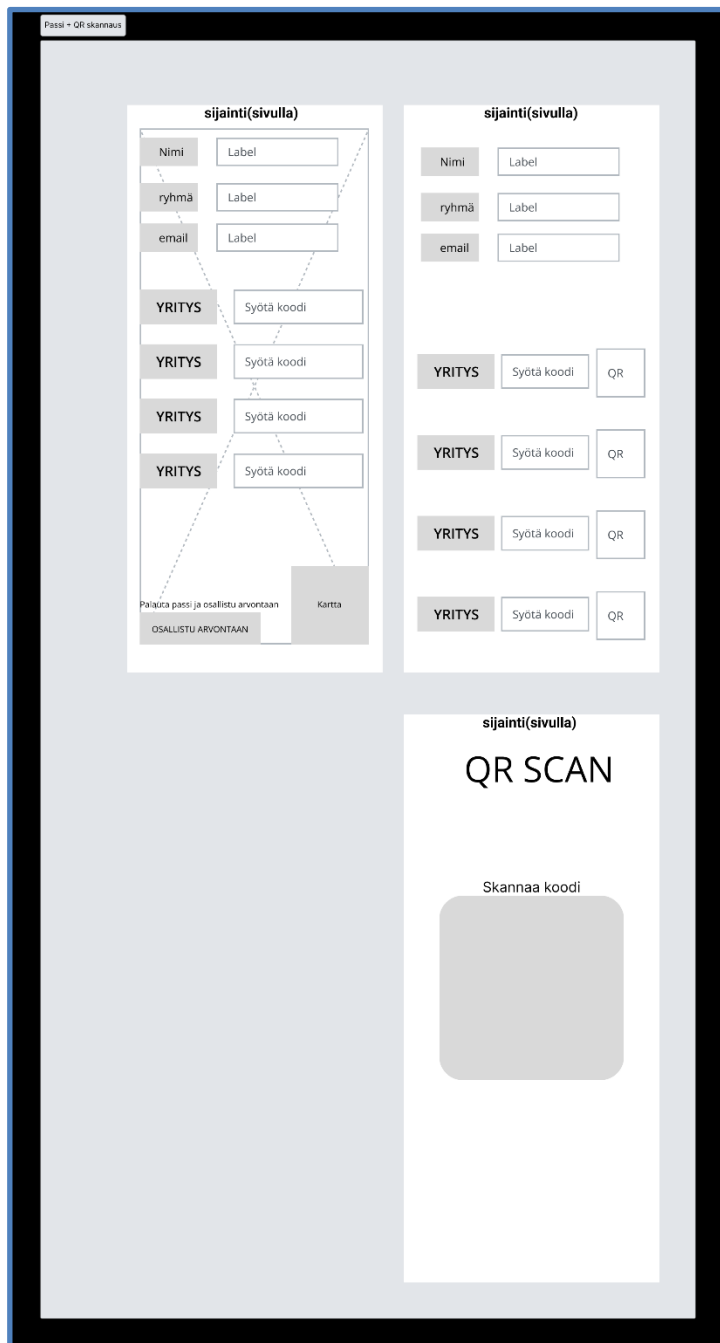 Passi + QR skannaus
sijainti(sivulla)
Nimi
Label
ryhmä
Label
email
Label
YRITYS
Syötä koodi
YRITYS
Syötä koodi
YRITYS
Syötä koodi
YRITYS
Syötä koodi
Palauta passi ja osallistu arvontaan
OSALLISTU ARVONTAAN
Kartta
sijainti(sivulla)
Nimi
Label
ryhmä
Label
email
Label
YRITYS
Syötä koodi
QR
YRITYS
Syötä koodi
QR
YRITYS
Syötä koodi
QR
YRITYS
Syötä koodi
QR
sijainti(sivulla)
QR SCAN
Skannaa koodi